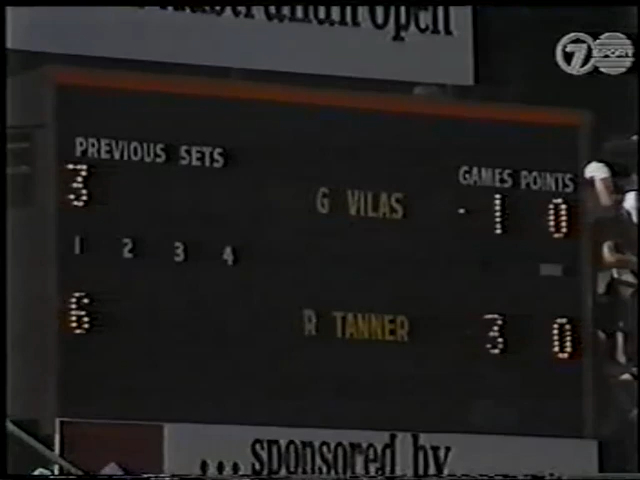 Australian Open
7 SPORT
PREVIOUS SETS
GAMES POINTS
3 G VILAS 1 0
1 2 3 4
6 R TANNER 3 0
... sponsored by